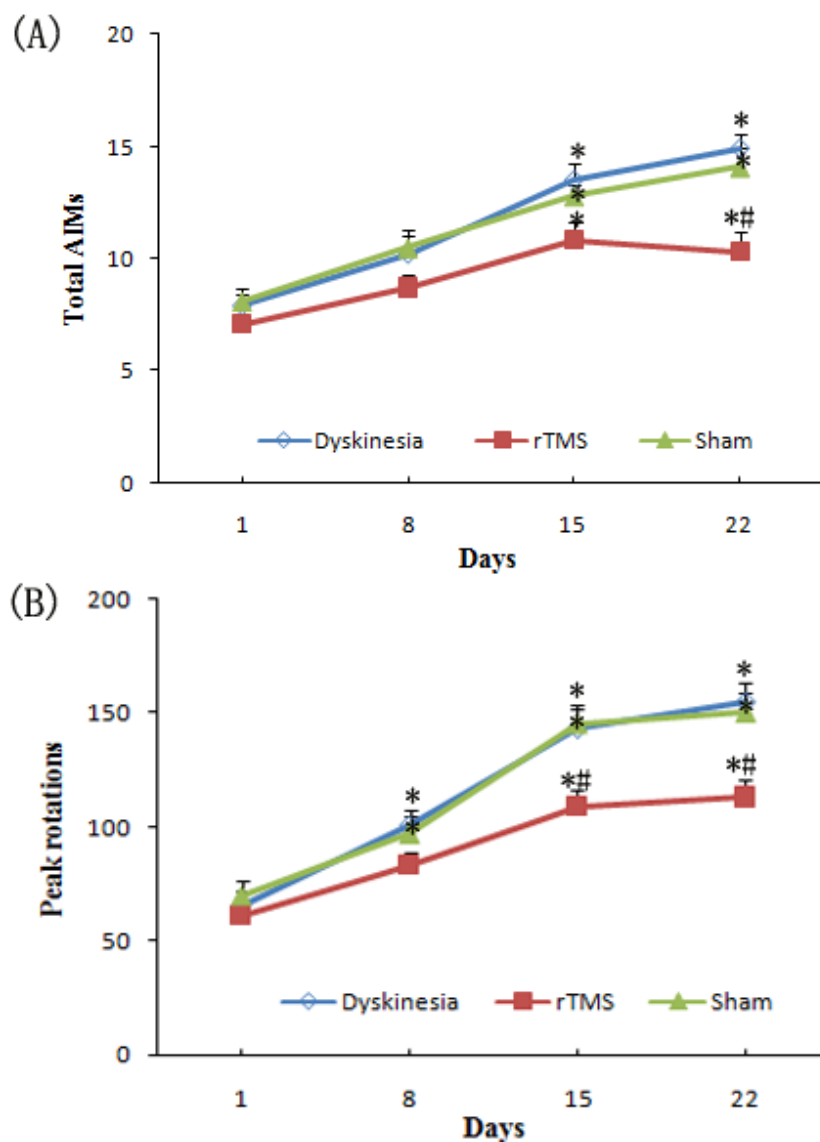 (A)
20
15
10
5
0
Total AIMs
* *
* *
* *#
Dyskinesia rTMS Sham
1 8 15 22
Days
(B)
200
150
100
50
0
Peak rotations
* * *
* * *
*# *#
Dyskinesia rTMS Sham
1 8 15 22
Days